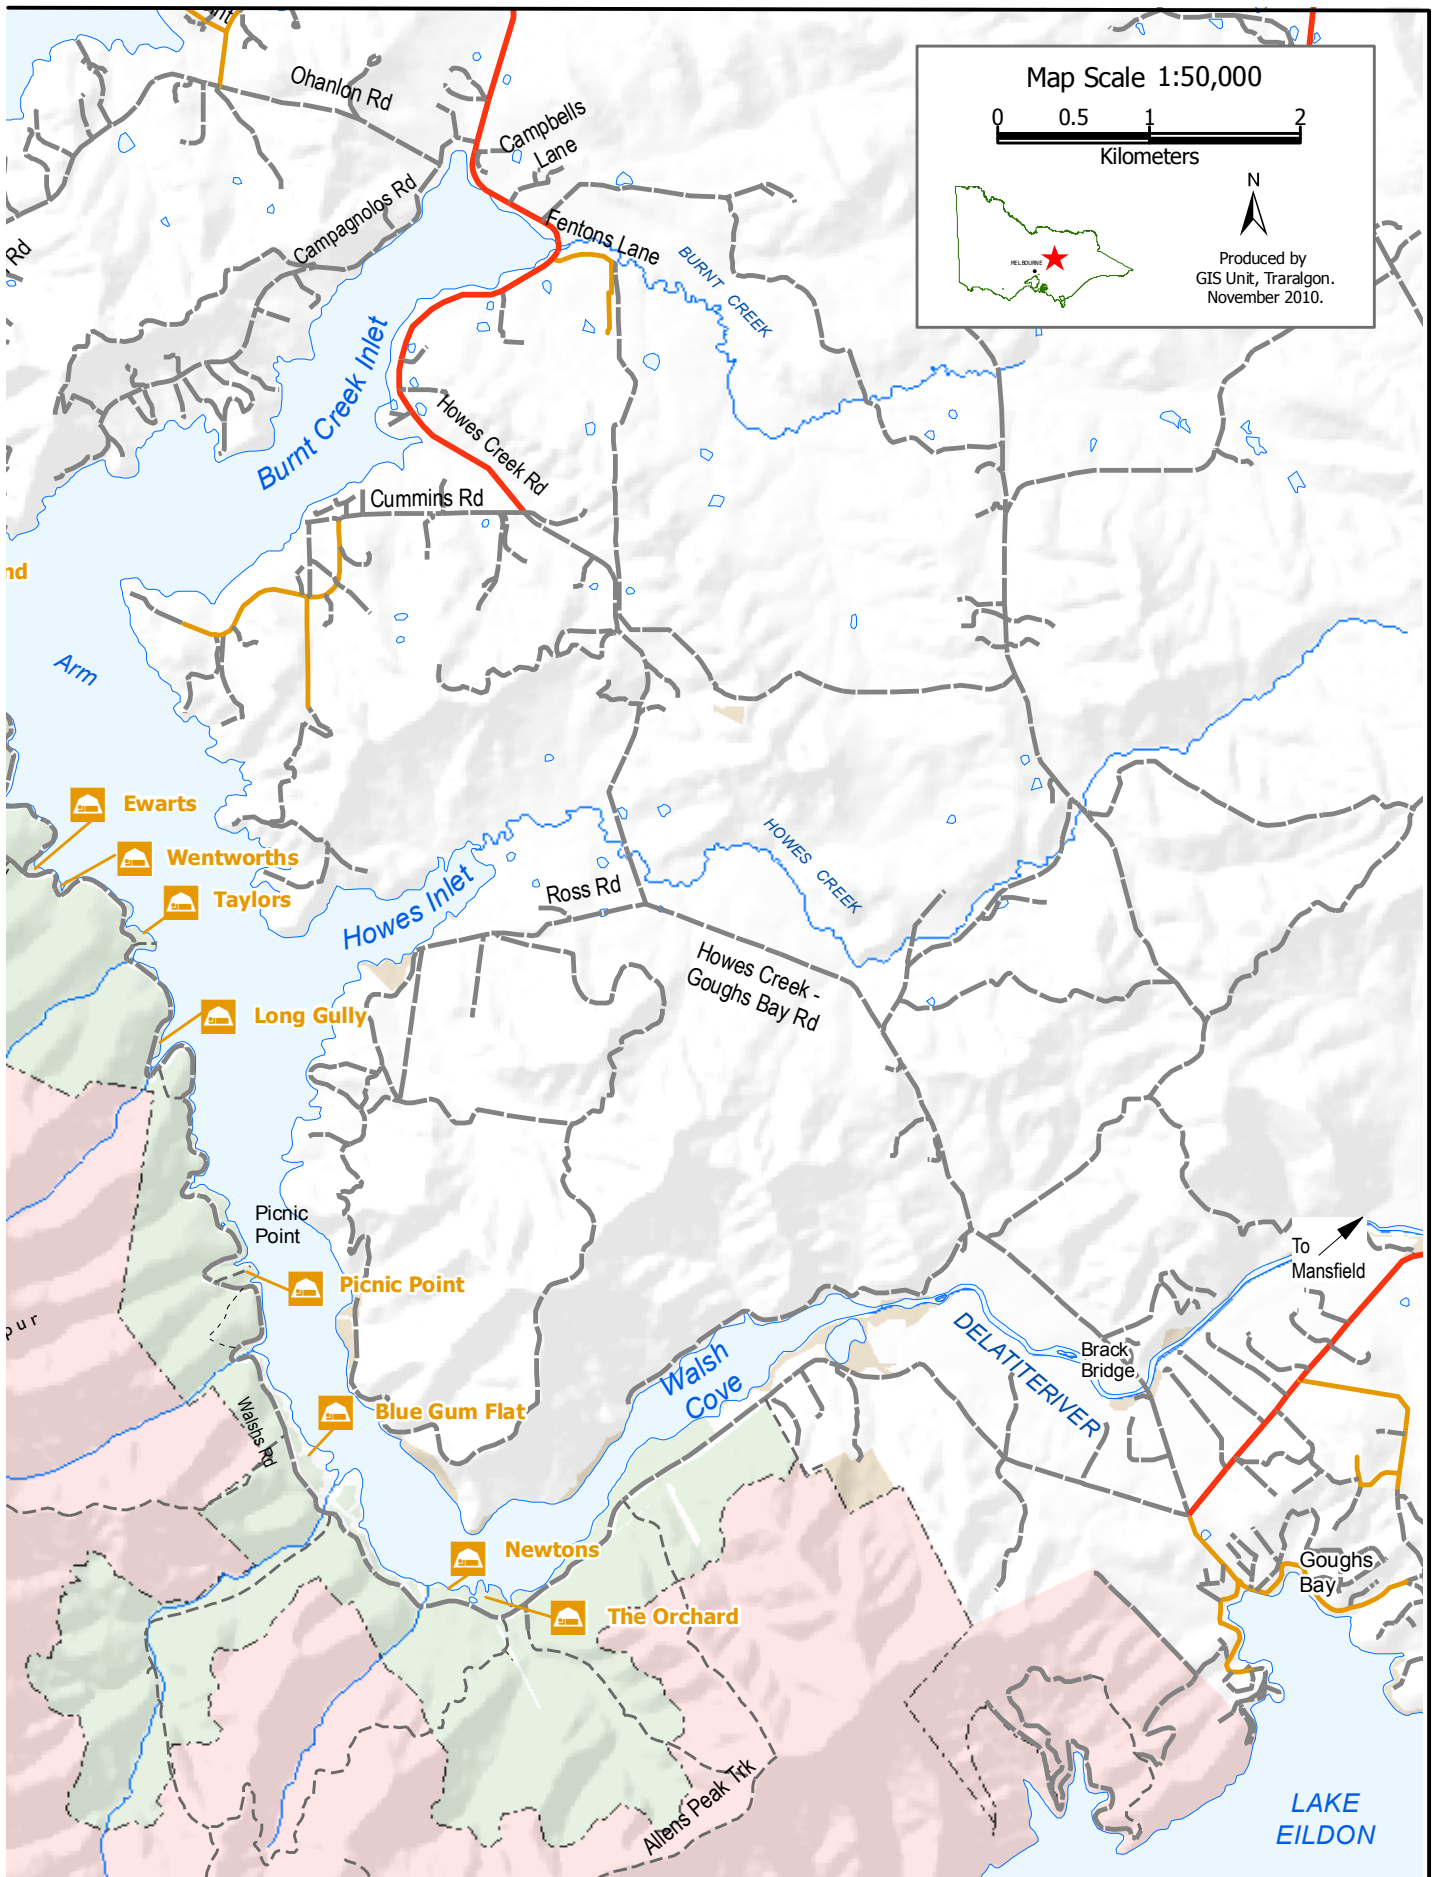 Map Scale 1:50,000
0 0.5 1 2
Kilometers
N
MELBOURNE
Produced by
GIS Unit, Traralgon.
November 2010.
Ohanlon Rd
Campbells
Lane
Campagnolos Rd
Rd
Fentons Lane
BURNT CREEK
Burnt Creek Inlet
Howes Creek Rd
Cummins Rd
nd
Arm
Ewarts
Wentworths
Taylors
HOWES CREEK
Howes Inlet
Ross Rd
Howes Creek -
Goughs Bay Rd
Long Gully
Picnic
Point
Picnic Point
To
Mansfield
pur
DELATITERIVER
Brack
Bridge
Walsh
Cove
Walshs Rd
Blue Gum Flat
Newtons
The Orchard
Goughs
Bay
Allens Peak Trk
LAKE
EILDON